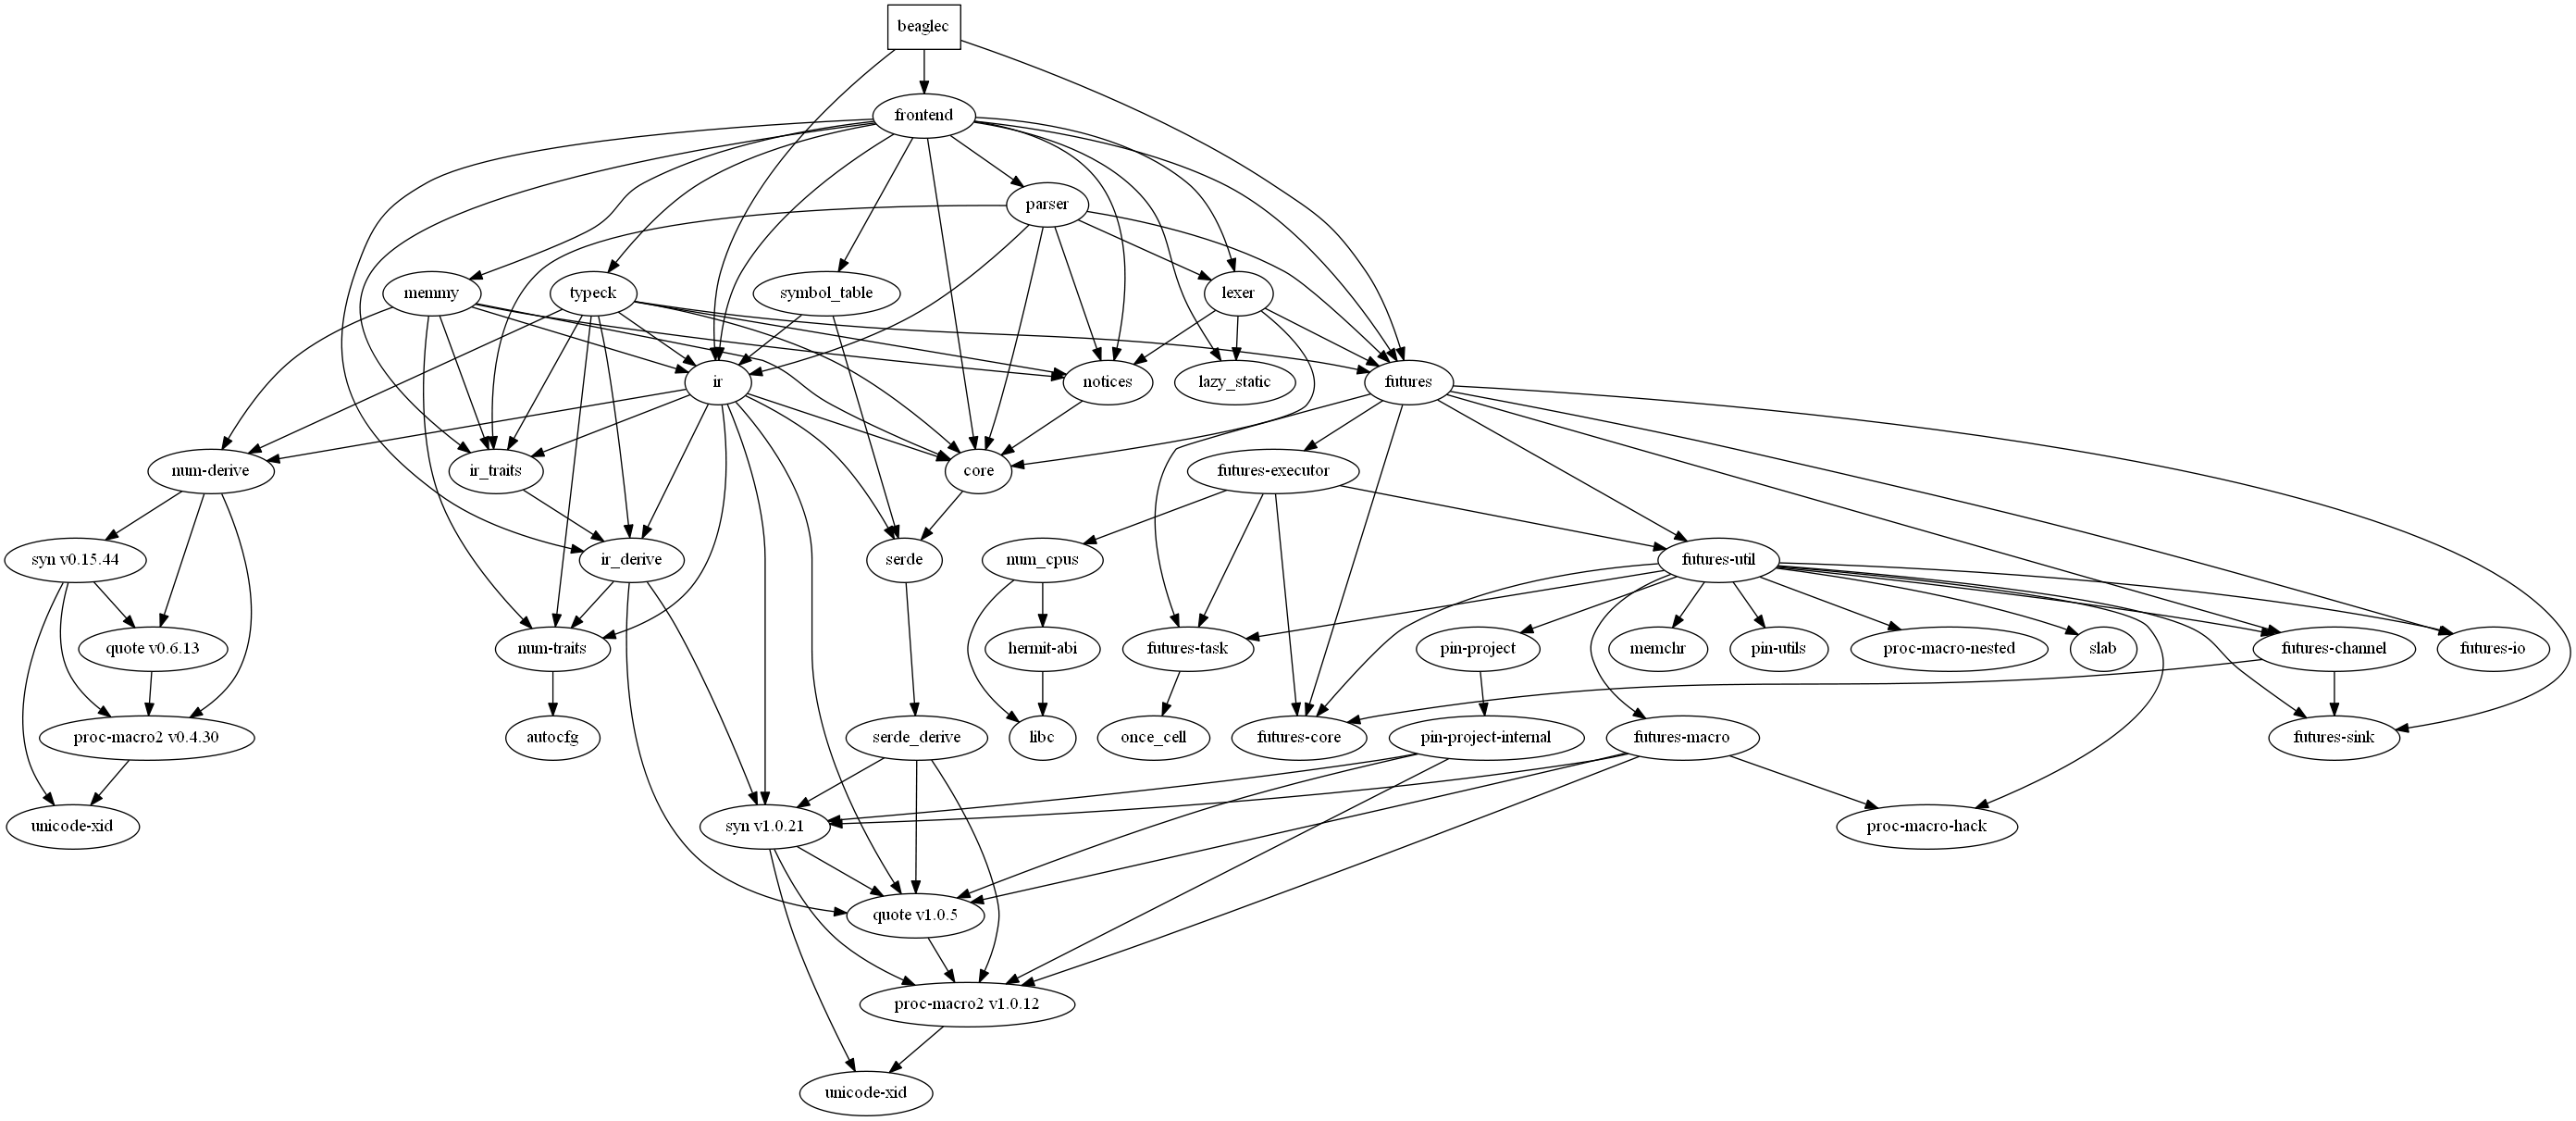 beaglec
frontend
parser
memmy
typeck
symbol_table
lexer
ir
notices
lazy_static
futures
num-derive
ir_traits
core
futures-executor
syn v0.15.44
ir_derive
serde
num_cpus
futures-util
quote v0.6.13
num-traits
hermit-abi
futures-task
pin-project
memchr
pin-utils
proc-macro-nested
slab
futures-channel
futures-io
proc-macro2 v0.4.30
autocfg
serde_derive
libc
once_cell
futures-core
pin-project-internal
futures-macro
futures-sink
unicode-xid
syn v1.0.21
proc-macro-hack
quote v1.0.5
proc-macro2 v1.0.12
unicode-xid